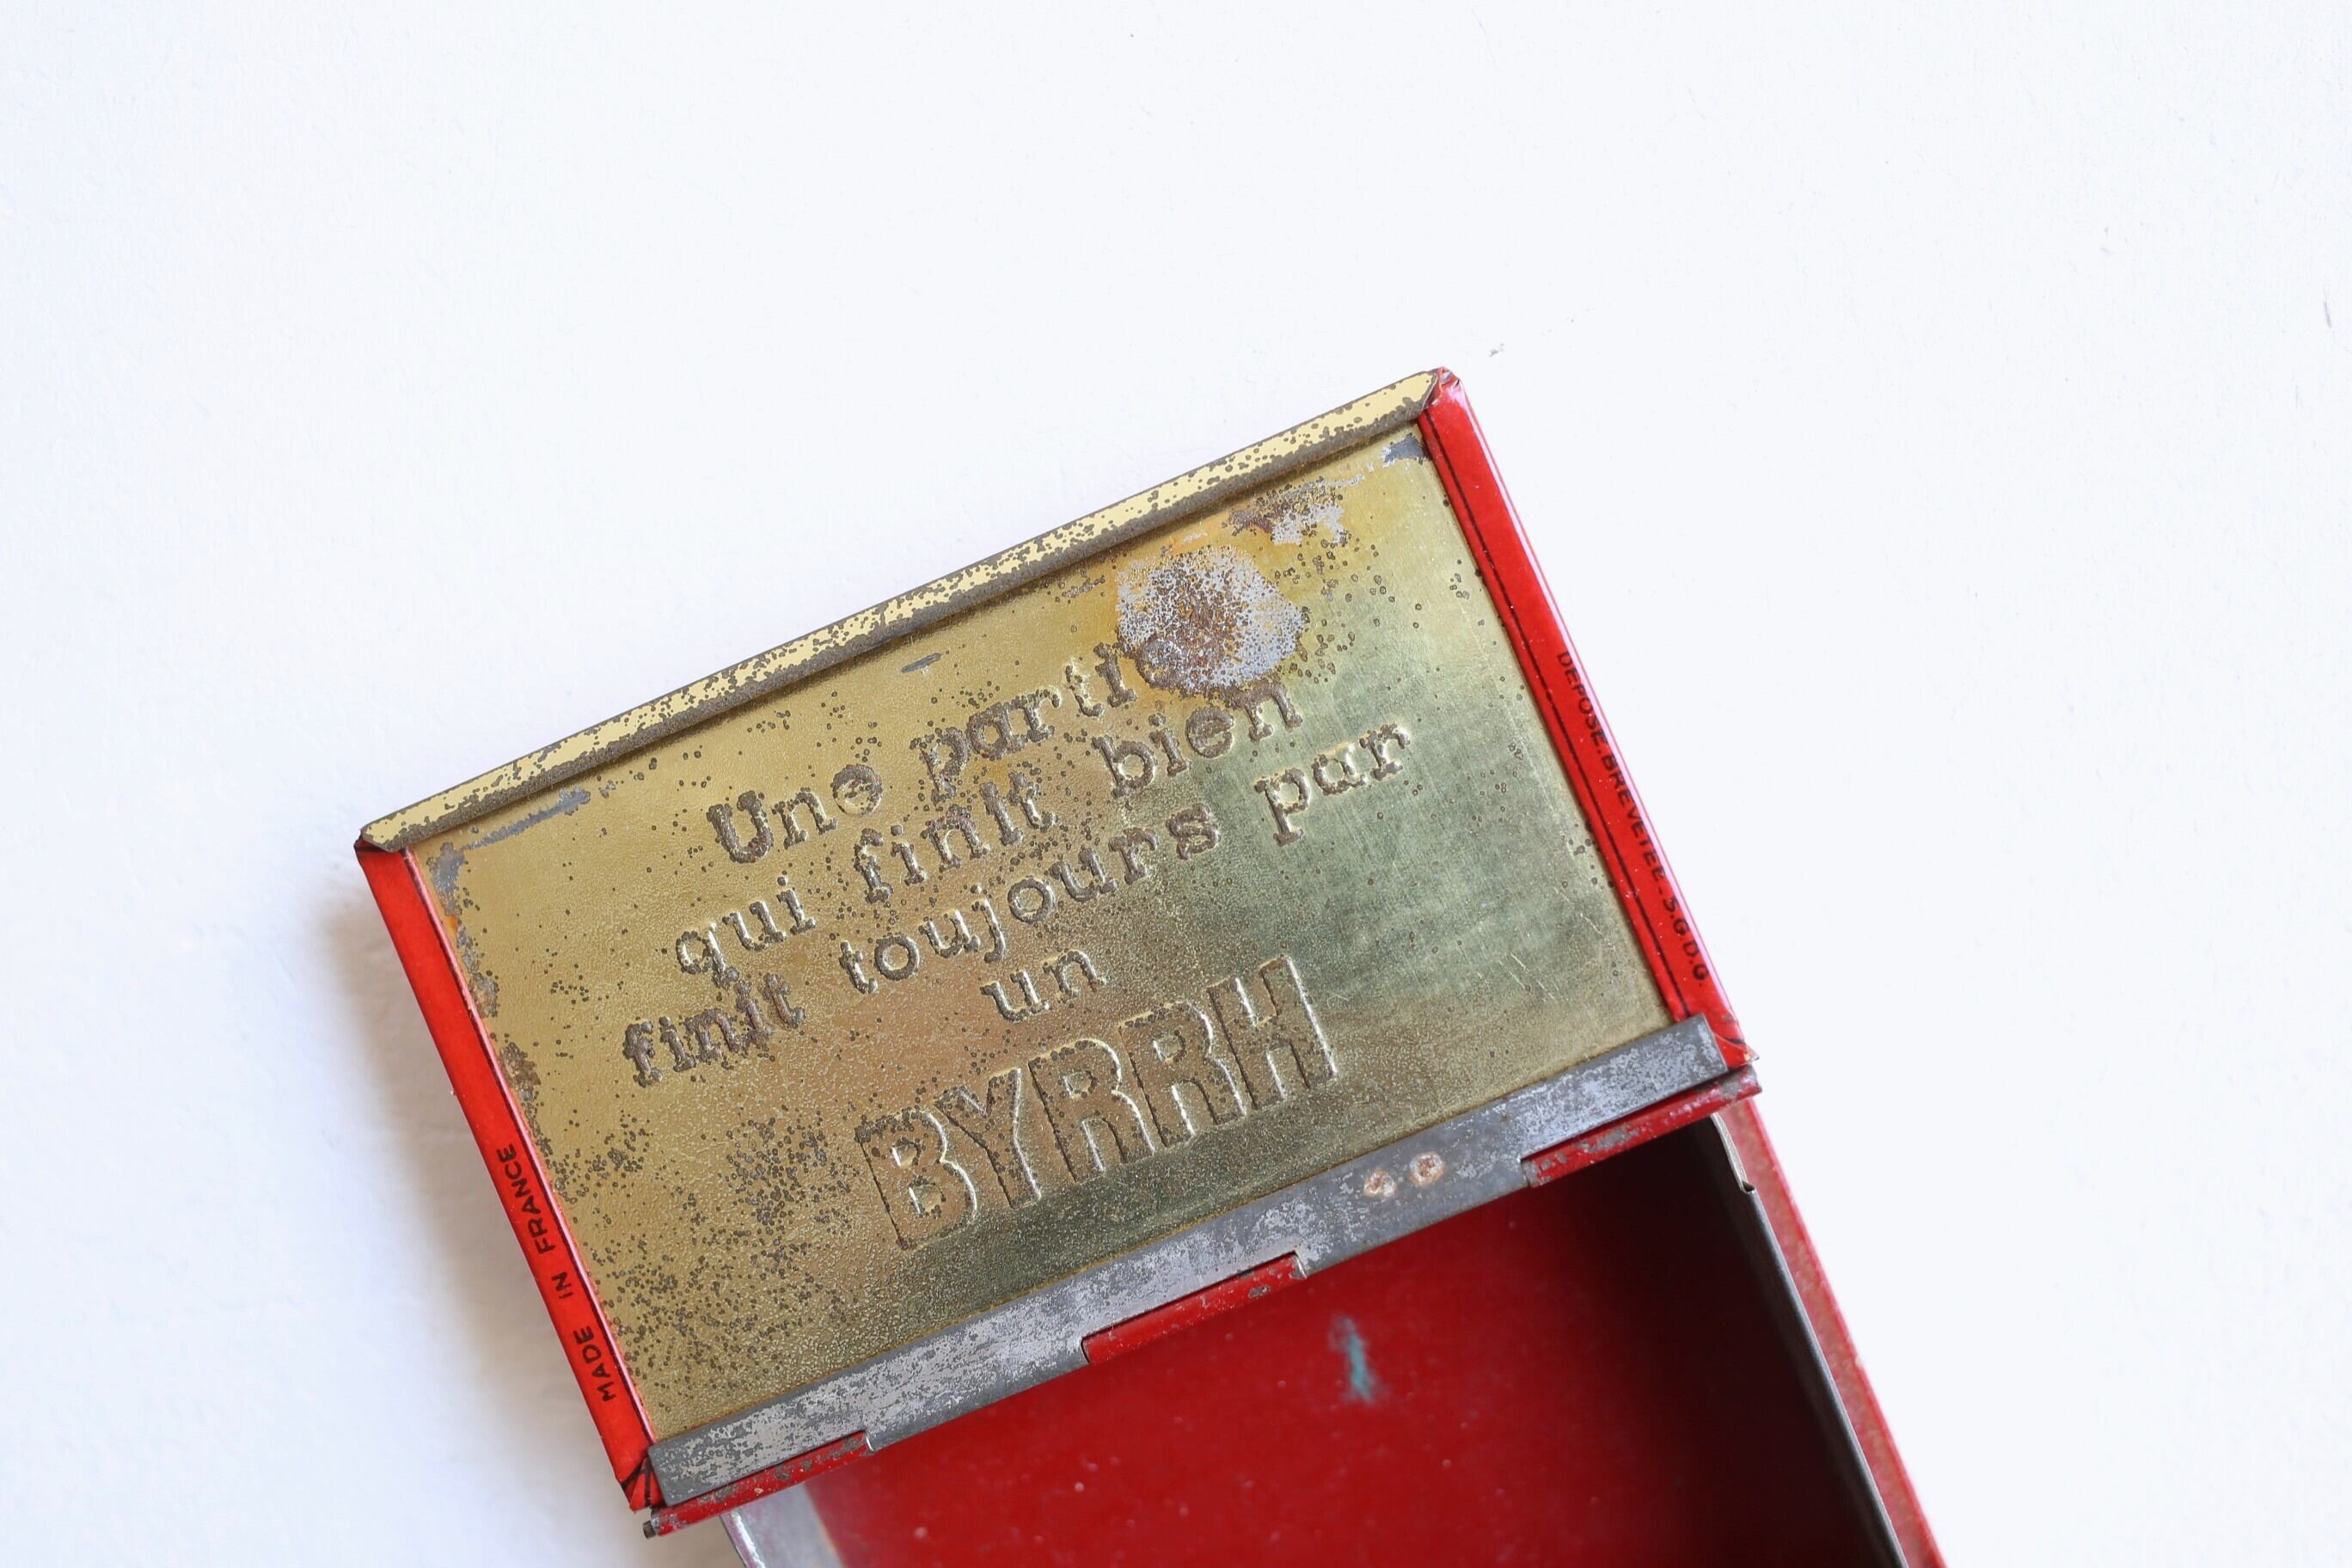 Une partie
qui finit bien
finit toujours par
un
BYRRH
MADE IN FRANCE
DEPOSE.BREVETEE.S.G.D.G.